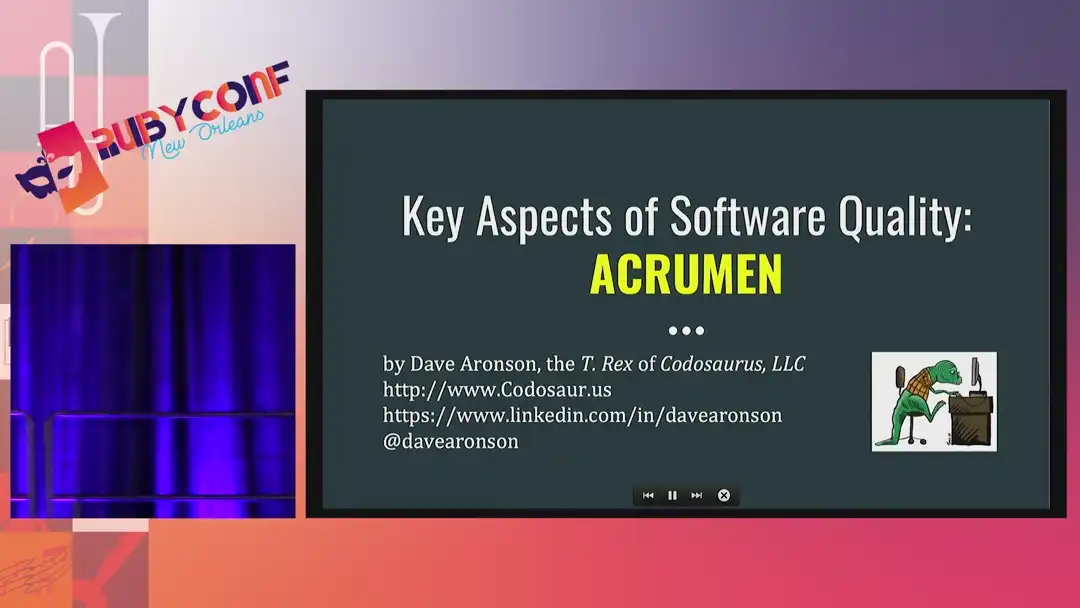 RUBYCONF
New Orleans
Key Aspects of Software Quality:
ACRUMEN
by Dave Aronson, the T. Rex of Codosaurus, LLC
http://www.Codosaur.us
https://www.linkedin.com/in/davearonson
@davearonson